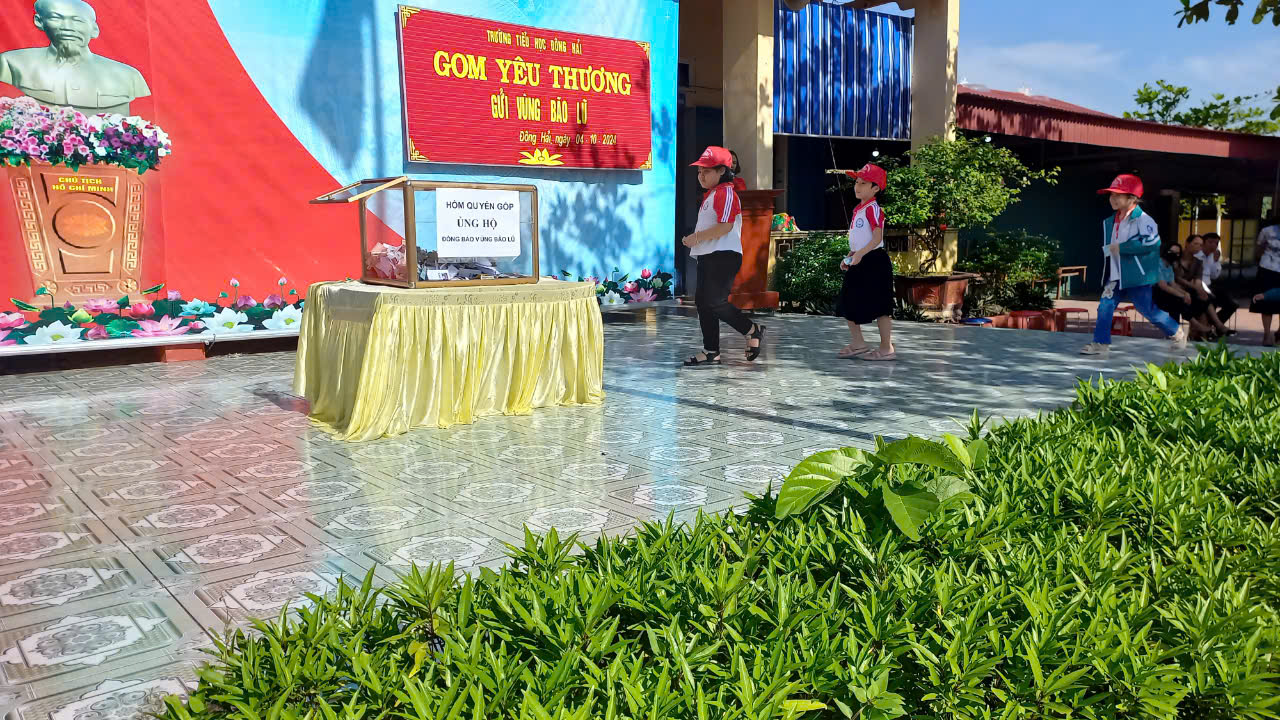 TRƯỜNG TIỂU HỌC ĐÔNG HẢI
GOM YÊU THƯƠNG
GỬI VÙNG BÃO LŨ
Đông Hải, ngày 04-10-2024
CHỦ TỊCH
HỒ CHÍ MINH
HÒM QUYÊN GÓP
ỦNG HỘ
ĐỒNG BÀO VÙNG BÃO LŨ